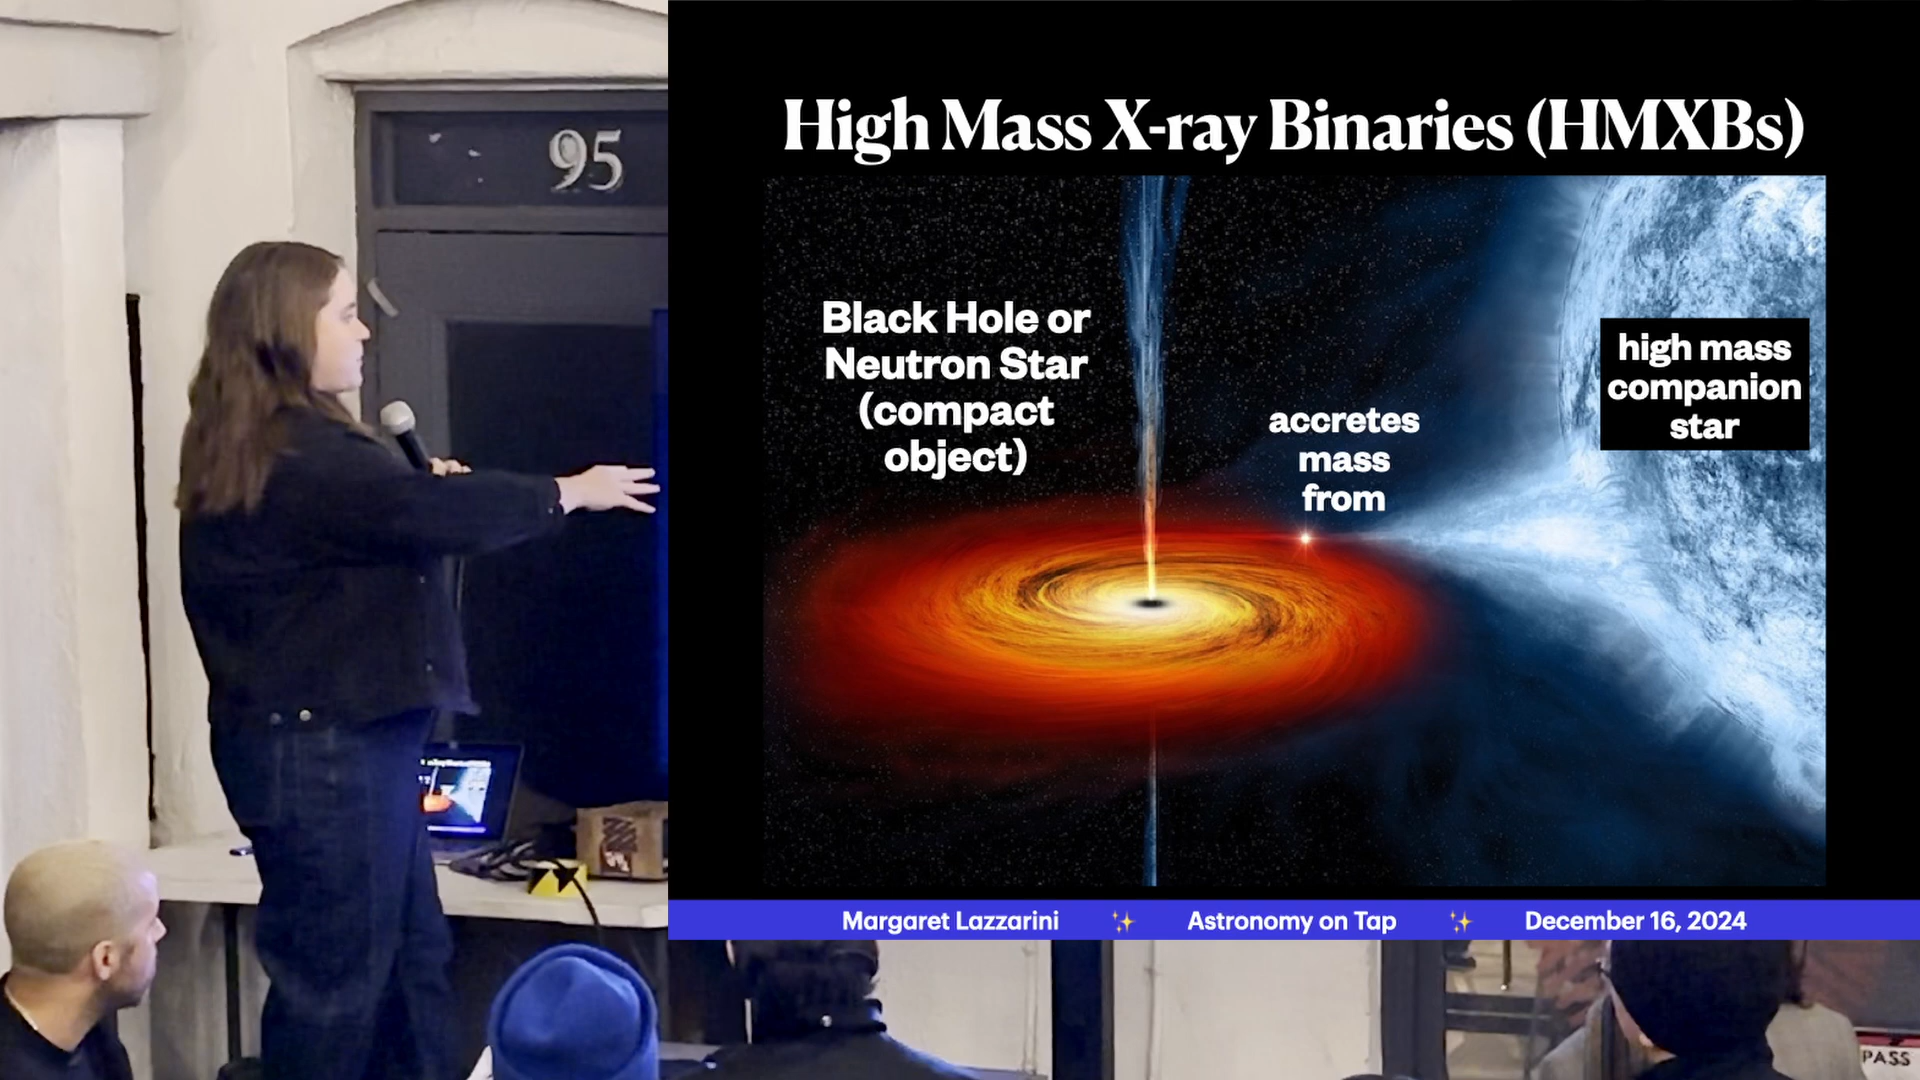 95
High Mass X-ray Binaries (HMXBs)
Black Hole or
Neutron Star
(compact
object)
accretes
mass
from
high mass
companion
star
Margaret Lazzarini ✨ Astronomy on Tap ✨ December 16, 2024
PASS